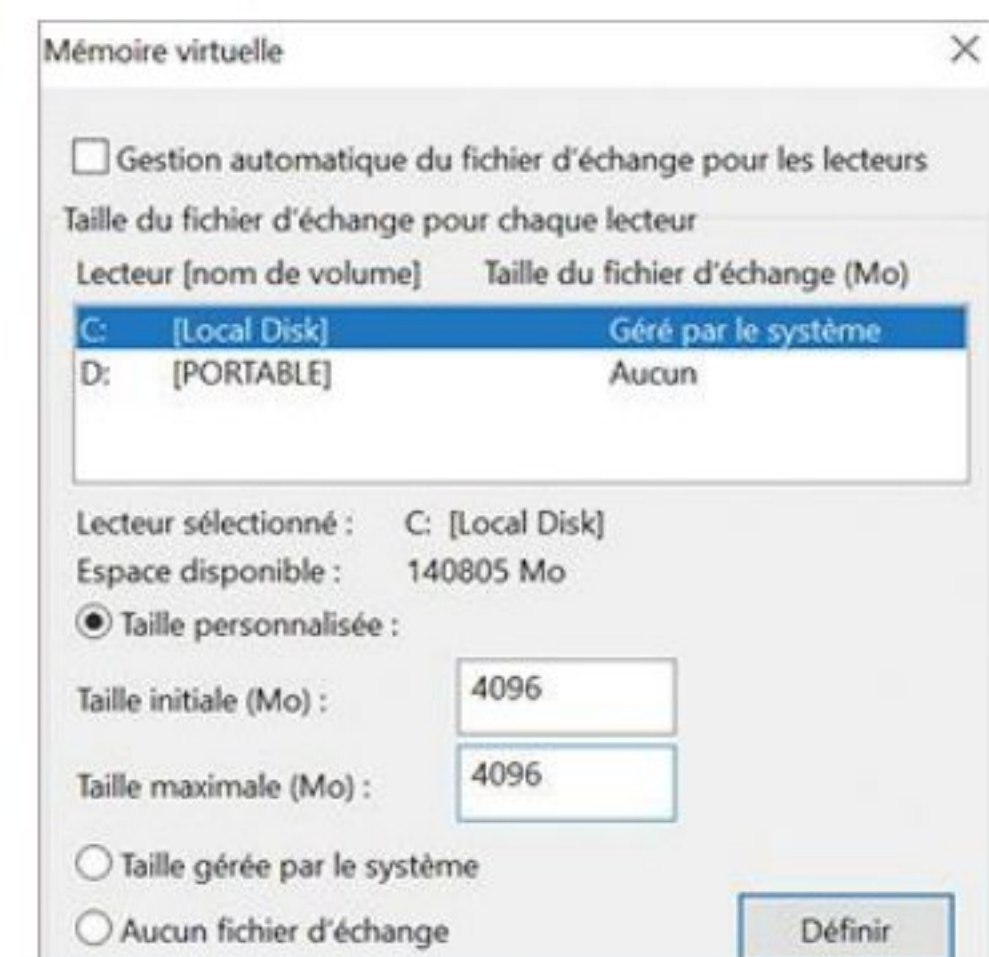 Mémoire virtuelle
Gestion automatique du fichier d'échange pour les lecteurs
Taille du fichier d'échange pour chaque lecteur
Lecteur [nom de volume] Taille du fichier d'échange (Mo)
C: [Local Disk] Géré par le système
D: [PORTABLE] Aucun
Lecteur sélectionné : C: [Local Disk]
Espace disponible : 140805 Mo
Taille personnalisée :
Taille initiale (Mo) : 4096
Taille maximale (Mo) : 4096
Taille gérée par le système
Aucun fichier d'échange Définir